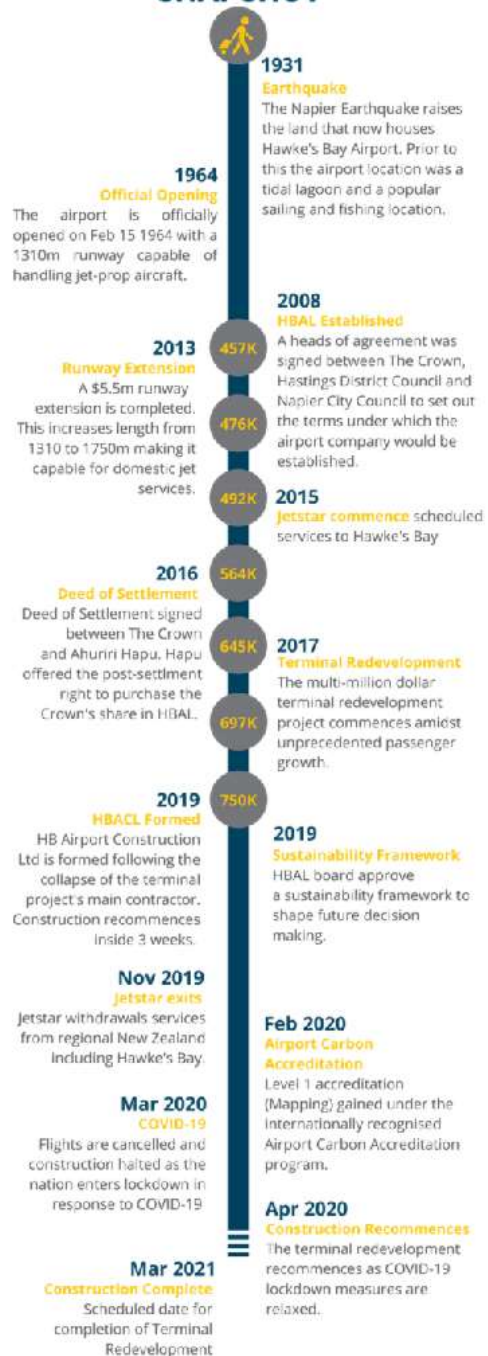 1931
Earthquake
The Napier Earthquake raises
the land that now houses
Hawke's Bay Airport. Prior to
this the airport location was a
tidal lagoon and a popular
sailing and fishing location.
1964
Official Opening
The airport is officially
opened on Feb 15 1964 with a
1310m runway capable of
handling jet-prop aircraft.
2008
HBAL Established
A heads of agreement was
signed between The Crown,
Hastings District Council and
Napier City Council to set out
the terms under which the
airport company would be
established.
2013
Runway Extension
A $5.5m runway
extension is completed.
This increases length from
1310 to 1750m making it
capable for domestic jet
services.
457K
476K
492K
2015
Jetstar commence scheduled
services to Hawke's Bay
564K
2016
Deed of Settlement
Deed of Settlement signed
between The Crown
and Ahuriri Hapu. Hapu
offered the post-settlment
right to purchase the
Crown's share in HBAL.
645K
2017
Terminal Redevelopment
The multi-million dollar
terminal redevelopment
project commences amidst
unprecedented passenger
growth.
697K
750K
2019
HBACL Formed
HB Airport Construction
Ltd is formed following the
collapse of the terminal
project's main contractor.
Construction recommences
inside 3 weeks.
2019
Sustainability Framework
HBAL board approve
a sustainability framework to
shape future decision
making.
Nov 2019
Jetstar exits
Jetstar withdrawals services
from regional New Zealand
including Hawke's Bay.
Feb 2020
Airport Carbon
Accreditation
Level 1 accreditation
(Mapping) gained under the
internationally recognised
Airport Carbon Accreditation
program.
Mar 2020
COVID-19
Flights are cancelled and
construction halted as the
nation enters lockdown in
response to COVID-19
Apr 2020
Construction Recommences
The terminal redevelopment
recommences as COVID-19
lockdown measures are
relaxed.
Mar 2021
Construction Complete
Scheduled date for
completion of Terminal
Redevelopment